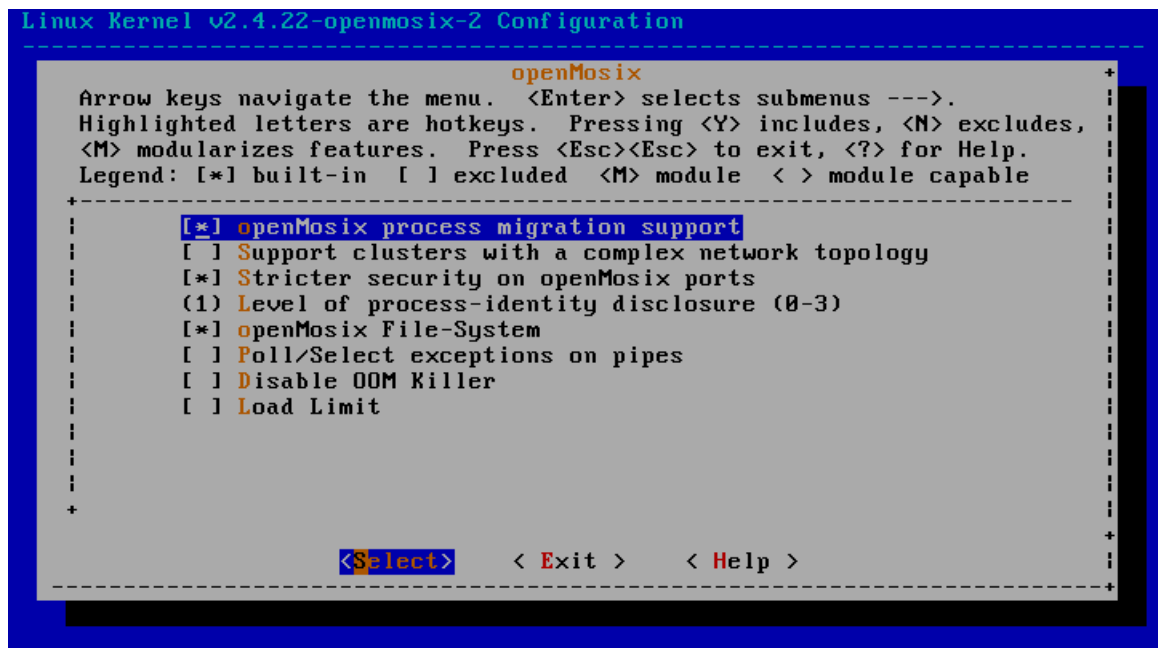 Linux Kernel v2.4.22-openmosix-2 Configuration
openMosix
Arrow keys navigate the menu.  <Enter> selects submenus --->.
Highlighted letters are hotkeys.  Pressing <Y> includes, <N> excludes,
<M> modularizes features.  Press <Esc><Esc> to exit, <?> for Help.
Legend: [*] built-in  [ ] excluded  <M> module  < > module capable
[*] openMosix process migration support
[ ] Support clusters with a complex network topology
[*] Stricter security on openMosix ports
(1) Level of process-identity disclosure (0-3)
[*] openMosix File-System
[ ] Poll/Select exceptions on pipes
[ ] Disable OOM Killer
[ ] Load Limit
<Select>    < Exit >    < Help >